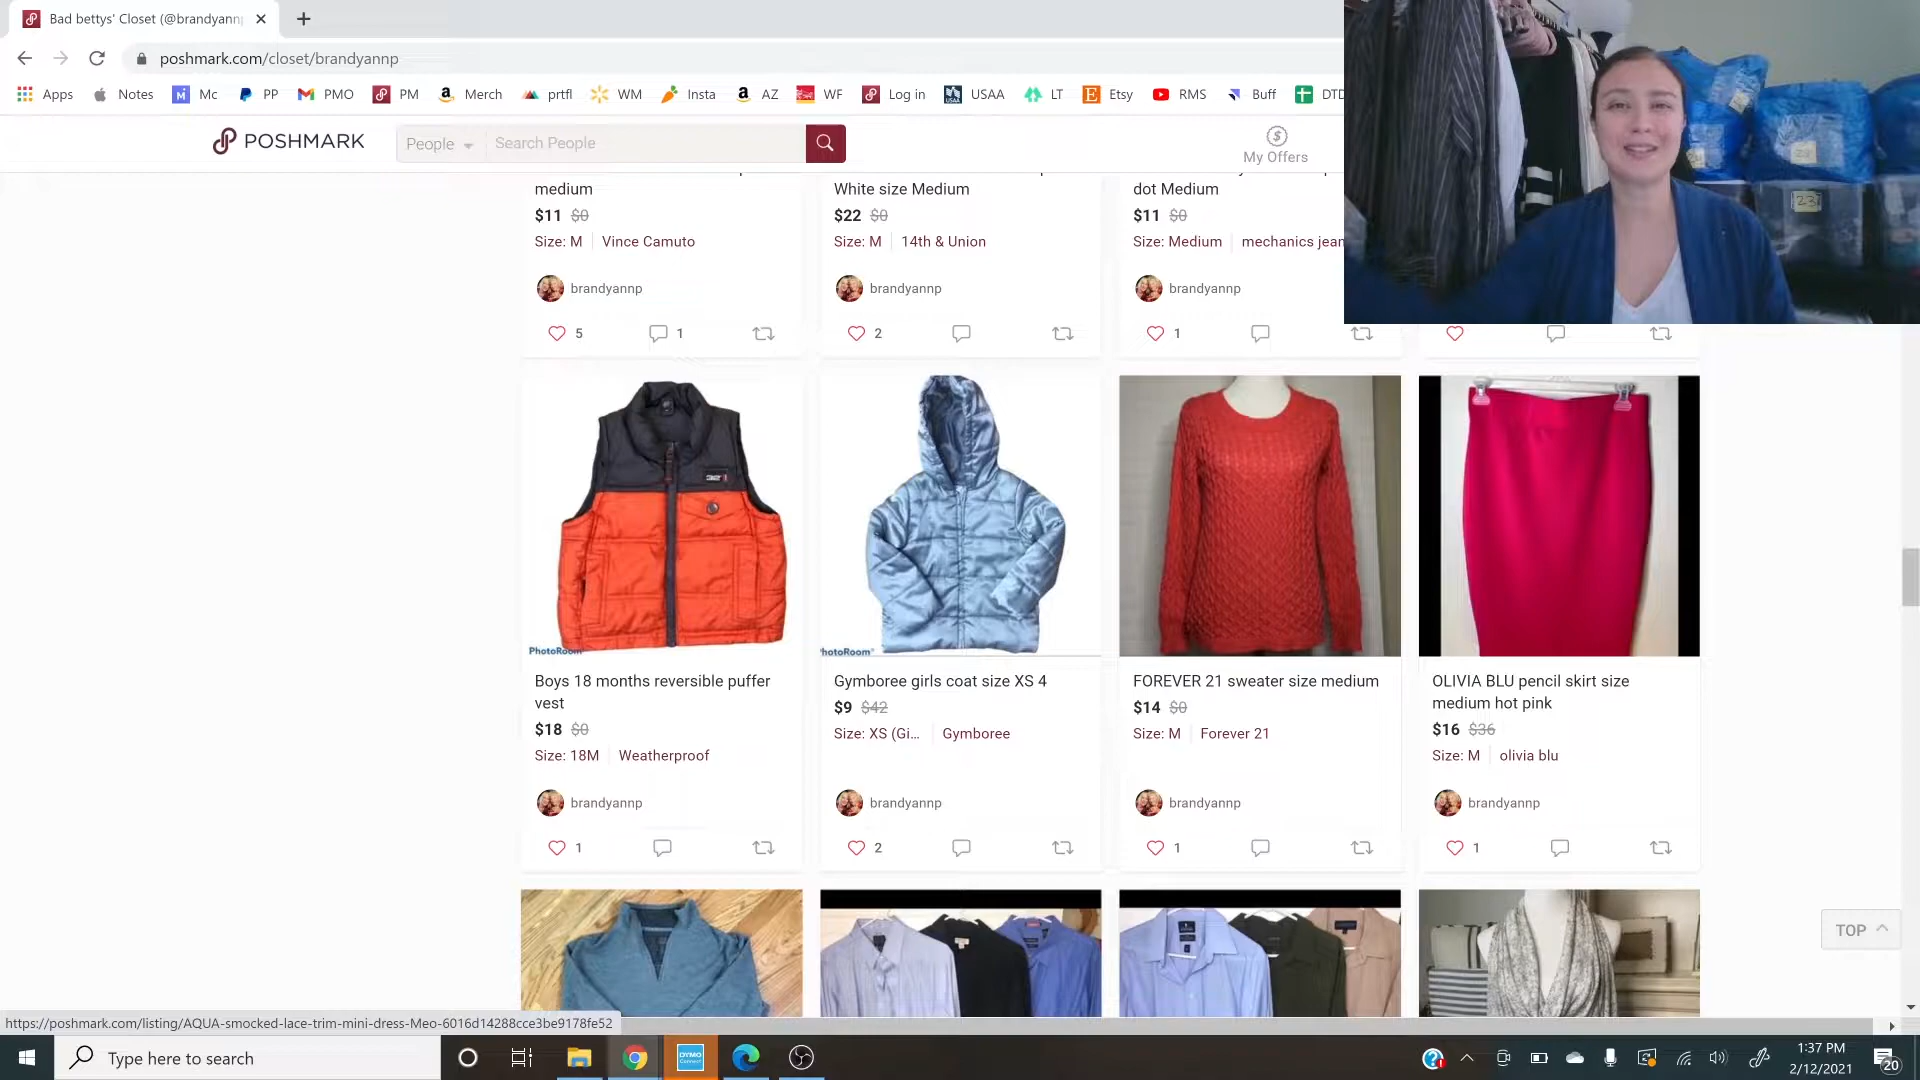 Bad bettys' Closet (@brandyann
poshmark.com/closet/brandyannp
Apps Notes Mc PP PMO PM Merch prtfl WM Insta AZ WF Log in USAA LT Etsy RMS Buff DTD
POSHMARK People Search People My Offers
medium White size Medium dot Medium
$11 $0 $22 $0 $11 $0
Size: M Vince Camuto Size: M 14th & Union Size: Medium mechanics jean
brandyannp brandyannp brandyannp
5 1 2 1
PhotoRoom hotoRoom
Boys 18 months reversible puffer vest
$18 $0
Size: 18M Weatherproof
brandyannp
1
Gymboree girls coat size XS 4
$9 $42
Size: XS (Gi... Gymboree
brandyannp
2
FOREVER 21 sweater size medium
$14 $0
Size: M Forever 21
brandyannp
1
OLIVIA BLU pencil skirt size
medium hot pink
$16 $36
Size: M olivia blu
brandyannp
1
TOP
https://poshmark.com/listing/AQUA-smocked-lace-trim-mini-dress-Meo-6016d14288cce3be9178fe52
Type here to search
DYMO
Connect
1:37 PM
2/12/2021
20